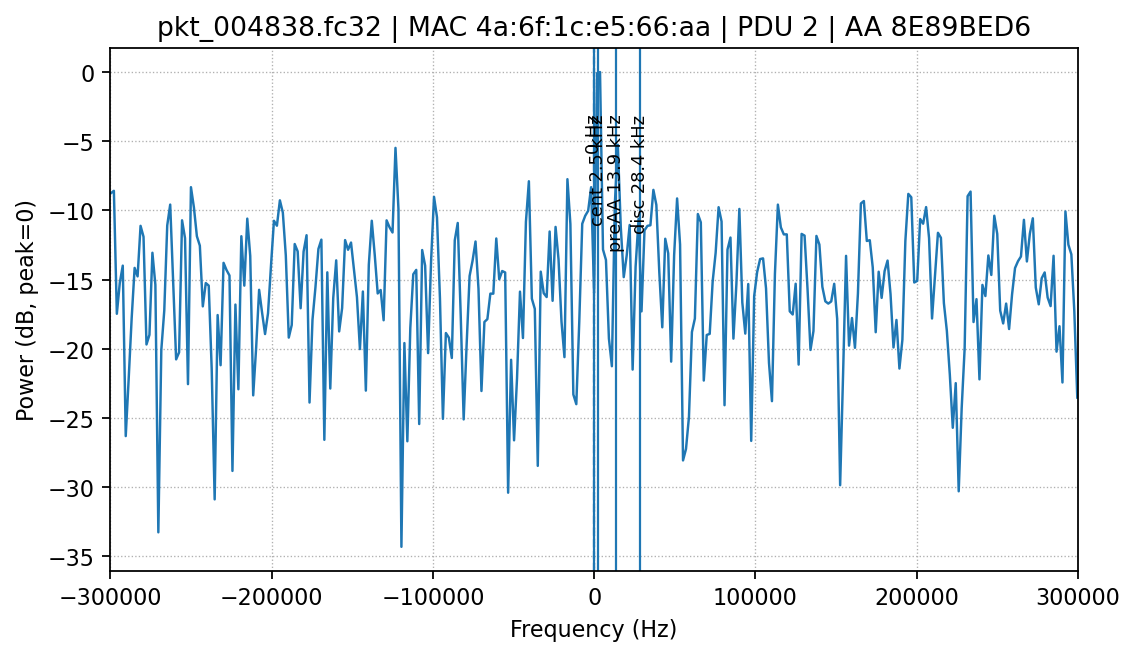 pkt_004838.fc32 | MAC 4a:6f:1c:e5:66:aa | PDU 2 | AA 8E89BED6
Power (dB, peak=0)
0
−5
−10
−15
−20
−25
−30
−35
0 Hz
cent 2.5 kHz
preAA 13.9 kHz
disc 28.4 kHz
−300000
−200000
−100000
0
100000
200000
300000
Frequency (Hz)